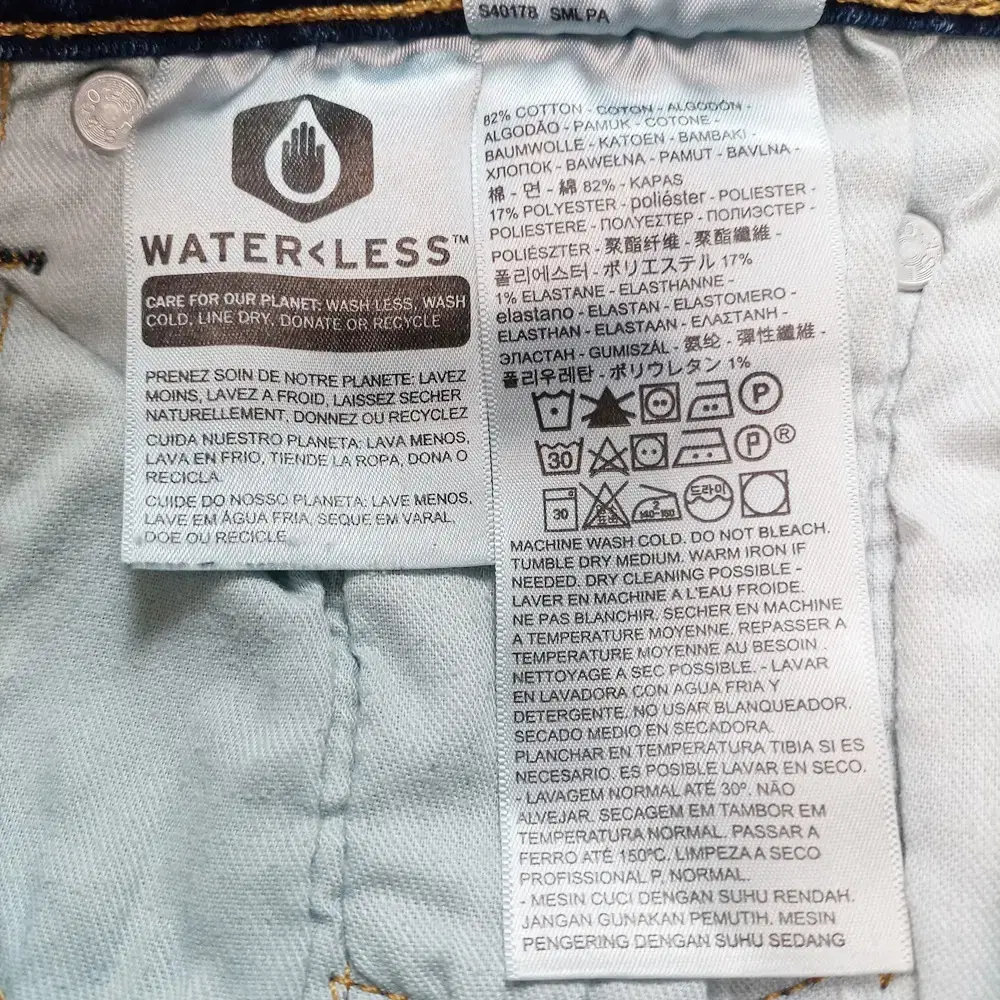 S40178 SML PA
WATER<LESS™
CARE FOR OUR PLANET: WASH LESS, WASH
COLD, LINE DRY, DONATE OR RECYCLE
PRENEZ SOIN DE NOTRE PLANETE: LAVEZ
MOINS, LAVEZ A FROID, LAISSEZ SECHER
NATURELLEMENT, DONNEZ OU RECYCLEZ
CUIDA NUESTRO PLANETA: LAVA MENOS,
LAVA EN FRIO, TIENDE LA ROPA, DONA O
RECICLA.
CUIDE DO NOSSO PLANETA: LAVE MENOS,
LAVE EM ÁGUA FRIA, SEQUE EM VARAL,
DOE OU RECICLE.
82% COTTON - COTON - ALGODÓN -
ALGODÃO - PAMUK - COTONE -
BAUMWOLLE - KATOEN - BAMBAKI -
ХЛОПОК - BAWEŁNA - PAMUT - BAVLNA -
棉 - 면 - 綿 82% - KAPAS
17% POLYESTER - poliéster - POLIESTER -
POLIESTERE - ΠΟΛΥΕΣΤΕΡ - ПОЛИЭСТЕР -
POLIÉSZTER - 聚酯纤维 - 聚酯纖維 -
폴리에스터 - ポリエステル 17%
1% ELASTANE - ELASTHANNE -
elastano - ELASTAN - ELASTOMERO -
ELASTHAN - ELASTAAN - ΕΛΑΣΤΑΝΗ -
ЭЛАСТАН - GUMISZÁL - 氨纶 - 彈性纖維 -
폴리우레탄 - ポリウレタン 1%
P
30 P ®
30 2 140~160 드라이
MACHINE WASH COLD. DO NOT BLEACH.
TUMBLE DRY MEDIUM. WARM IRON IF
NEEDED. DRY CLEANING POSSIBLE -
LAVER EN MACHINE A L'EAU FROIDE.
NE PAS BLANCHIR. SECHER EN MACHINE
A TEMPERATURE MOYENNE. REPASSER A
TEMPERATURE MOYENNE AU BESOIN.
NETTOYAGE A SEC POSSIBLE. - LAVAR
EN LAVADORA CON AGUA FRIA Y
DETERGENTE. NO USAR BLANQUEADOR.
SECADO MEDIO EN SECADORA.
PLANCHAR EN TEMPERATURA TIBIA SI ES
NECESARIO. ES POSIBLE LAVAR EN SECO.
- LAVAGEM NORMAL ATÉ 30º. NÃO
ALVEJAR. SECAGEM EM TAMBOR EM
TEMPERATURA NORMAL. PASSAR A
FERRO ATÉ 150ºC. LIMPEZA A SECO
PROFISSIONAL P, NORMAL.
- MESIN CUCI DENGAN SUHU RENDAH.
JANGAN GUNAKAN PEMUTIH. MESIN
PENGERING DENGAN SUHU SEDANG